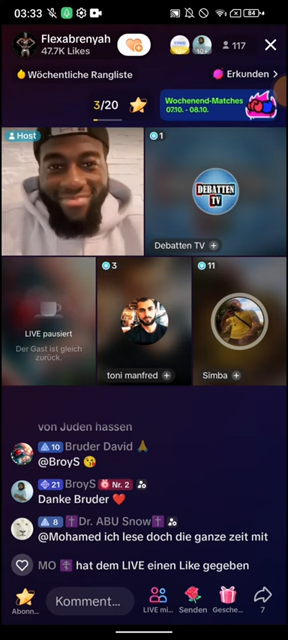 03:33
84
Flexabrenyah
47.7K Likes
10+
117
Wöchentliche Rangliste
Erkunden >
3/20
Wochenend-Matches
07.10. - 08.10.
Host
1
DEBATTEN
TV
Debatten TV +
LIVE pausiert
Der Gast ist gleich
zurück.
3
toni manfred +
11
Simba +
von Juden hassen
10 Bruder David 🙏
@BroyS 😘
21 BroyS Nr. 2
Danke Bruder ❤️
8 ✝️Dr. ABU Snow✝️
@Mohamed ich lese doch die ganze zeit mit
MO ☦️ hat dem LIVE einen Like gegeben
Abonn...
Komment...
LIVE mi...
Senden
Gesche...
7